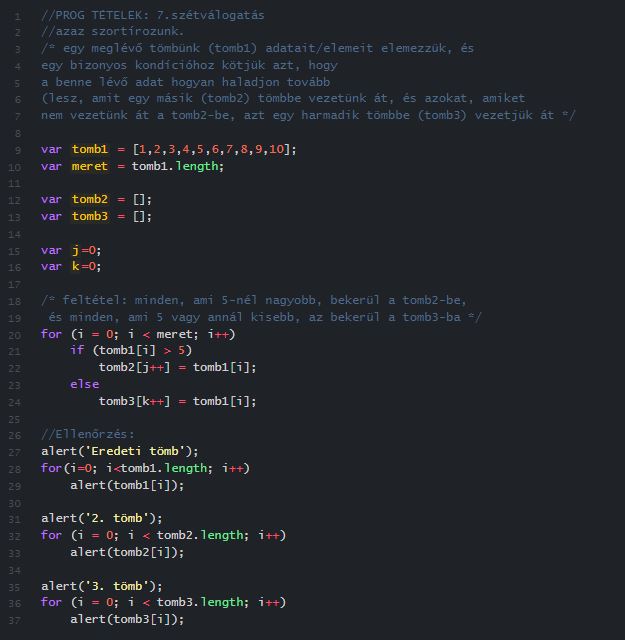 1 //PROG TÉTELEK: 7.szétválogatás
2 //azaz szortírozunk.
3 /* egy meglévő tömbünk (tomb1) adatait/elemeit elemezzük, és
4 egy bizonyos kondícióhoz kötjük azt, hogy
5 a benne lévő adat hogyan haladjon tovább
6 (lesz, amit egy másik (tomb2) tömbbe vezetünk át, és azokat, amiket
7 nem vezetünk át a tomb2-be, azt egy harmadik tömbbe (tomb3) vezetjük át */
8
9 var tomb1 = [1,2,3,4,5,6,7,8,9,10];
10 var meret = tomb1.length;
11
12 var tomb2 = [];
13 var tomb3 = [];
14
15 var j=0;
16 var k=0;
17
18 /* feltétel: minden, ami 5-nél nagyobb, bekerül a tomb2-be,
19 és minden, ami 5 vagy annál kisebb, az bekerül a tomb3-ba */
20 for (i = 0; i < meret; i++)
21 if (tomb1[i] > 5)
22 tomb2[j++] = tomb1[i];
23 else
24 tomb3[k++] = tomb1[i];
25
26 //Ellenőrzés:
27 alert('Eredeti tömb');
28 for(i=0; i<tomb1.length; i++)
29 alert(tomb1[i]);
30
31 alert('2. tömb');
32 for (i = 0; i < tomb2.length; i++)
33 alert(tomb2[i]);
34
35 alert('3. tömb');
36 for (i = 0; i < tomb3.length; i++)
37 alert(tomb3[i]);